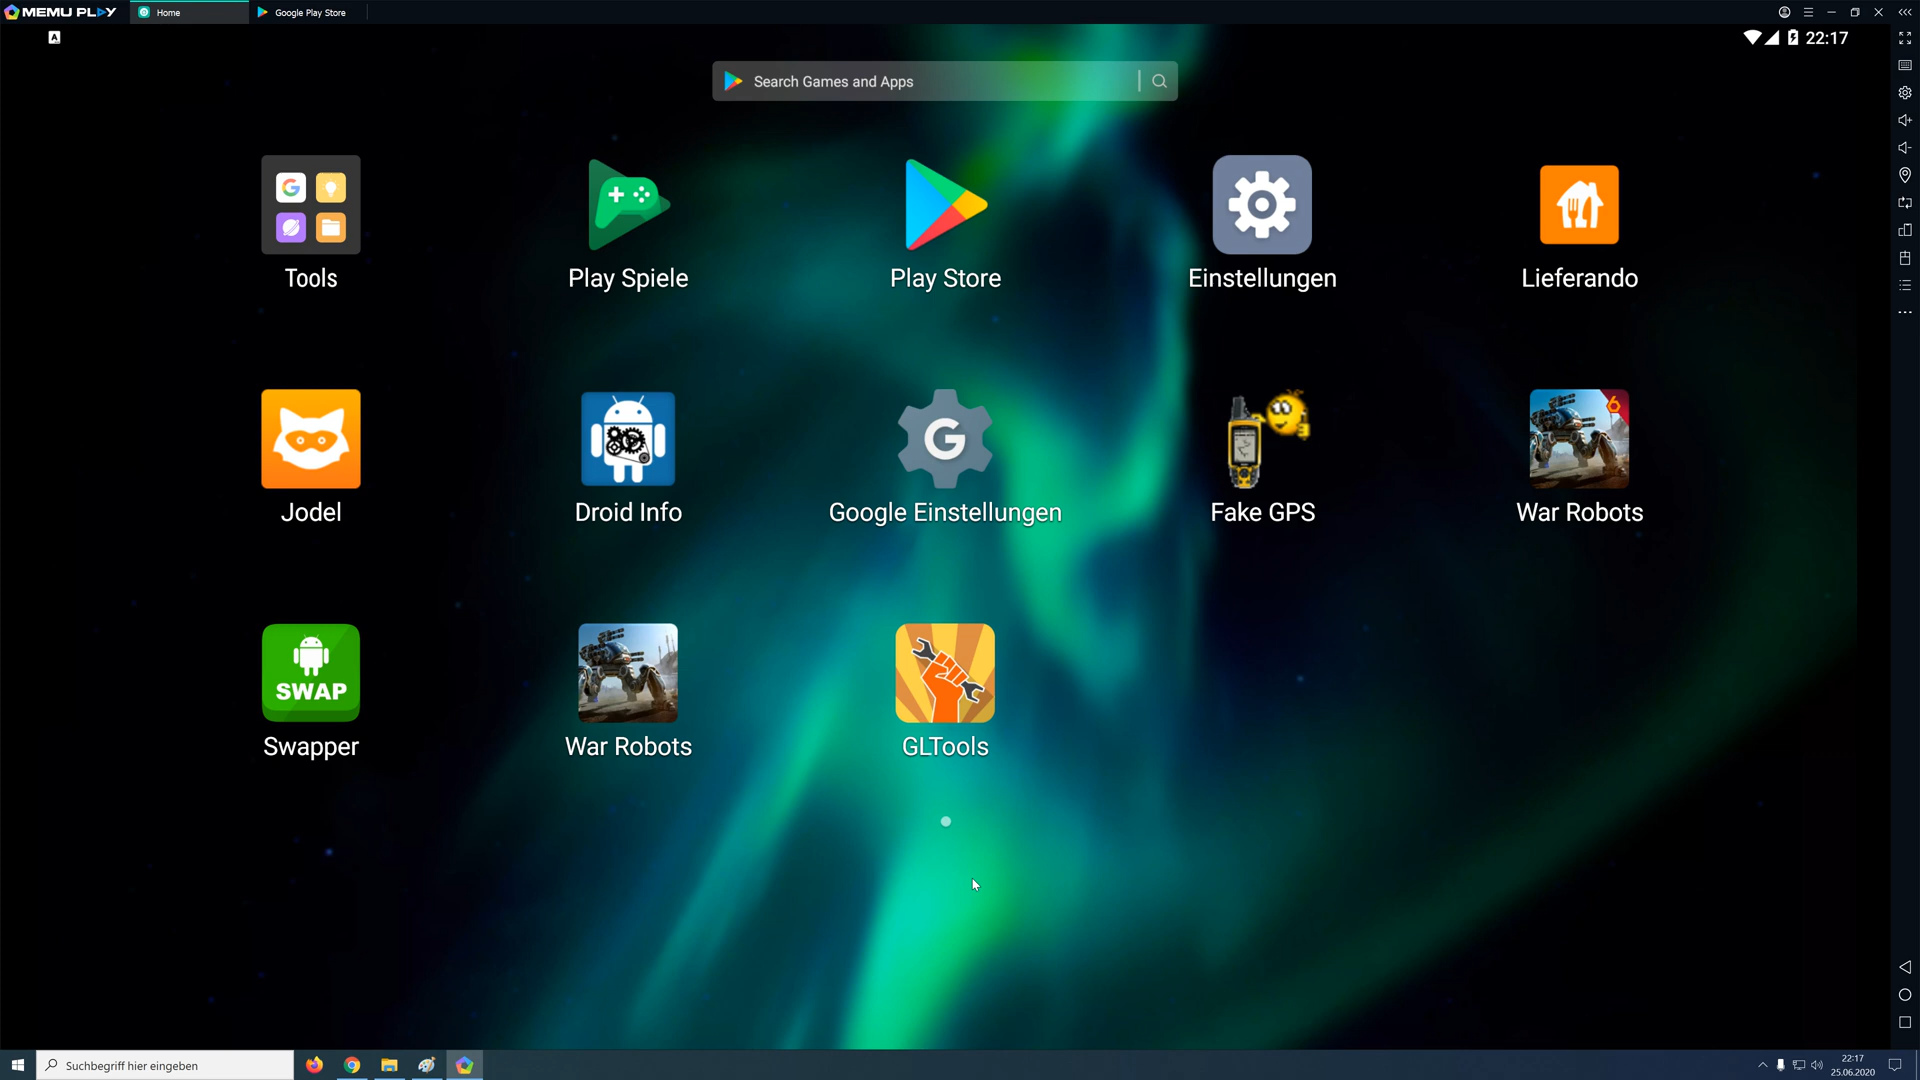 MEMU PLAY
Home
Google Play Store
A
22:17
Search Games and Apps
Tools
Play Spiele
Play Store
Einstellungen
Lieferando
Jodel
Droid Info
G
Google Einstellungen
Fake GPS
6
War Robots
SWAP
Swapper
War Robots
GLTools
Suchbegriff hier eingeben
22:17
25.06.2020